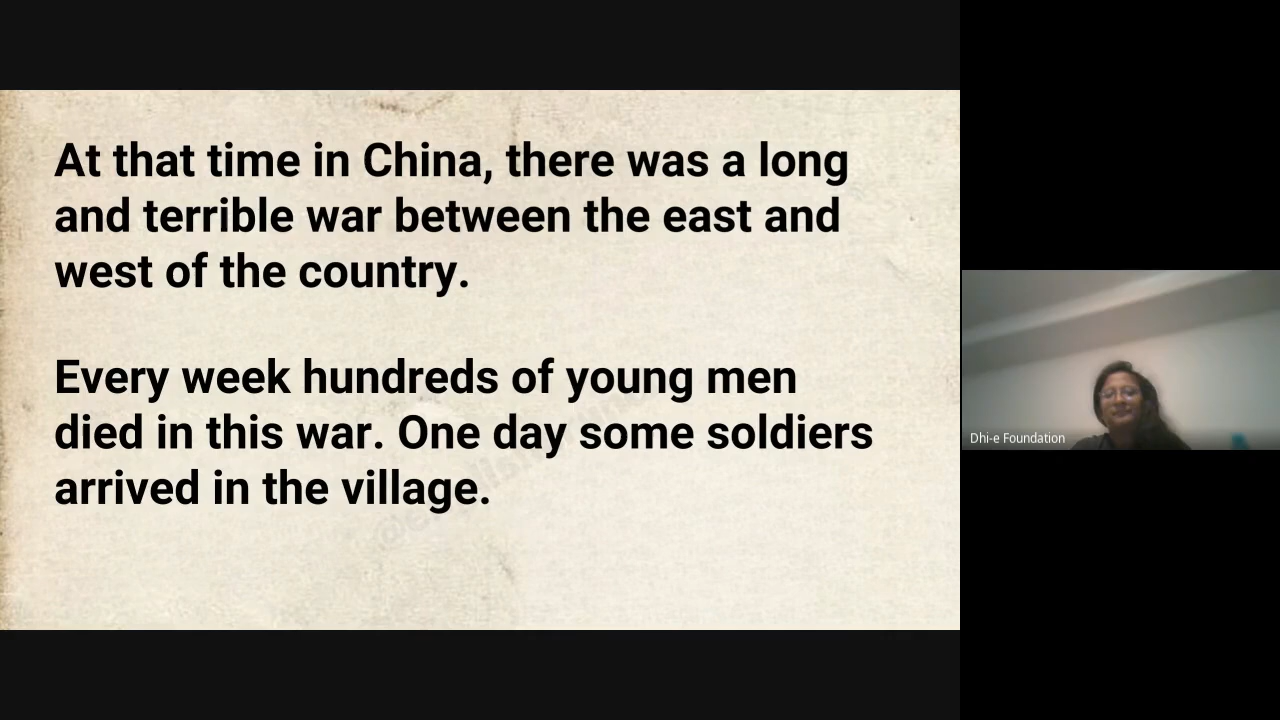 At that time in China, there was a long
and terrible war between the east and
west of the country.
Every week hundreds of young men
died in this war. One day some soldiers
arrived in the village.
Dhi-e Foundation